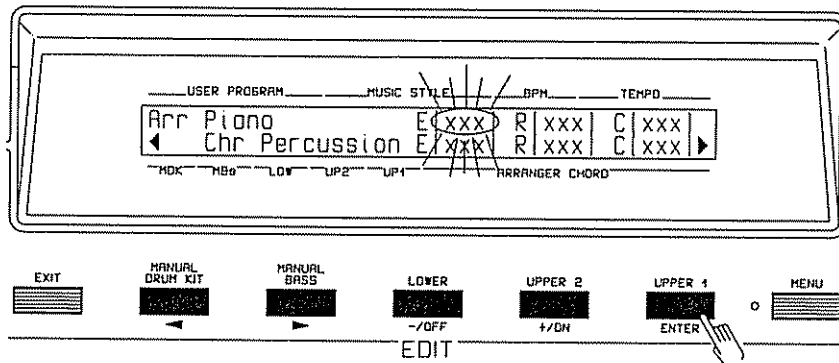 USER PROGRAM MUSIC STYLE BPM TEMPO
Arr Piano E[xxx] R[xxx] C[xxx]
◀ Chr Percussion E[xxx] R[xxx] C[xxx] ▶
MDK MBa LOW UP2 UP1 ARRANGER CHORD
EXIT MANUAL DRUM KIT MANUAL BASS LOWER UPPER 2 UPPER 1 MENU
◄ ► -/OFF +/ON ENTER
EDIT